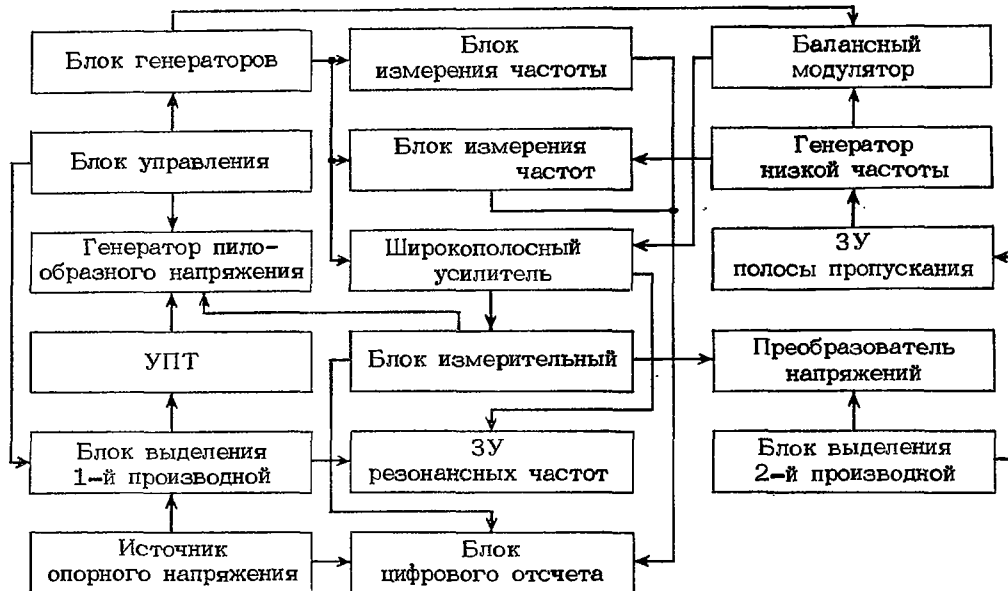 Блок генераторов
Блок
измерения частоты
Балансный
модулятор
Блок управления
Блок измерения
частот
Генератор
низкой частоты
Генератор пило-
образного напряжения
Широкополосный
усилитель
ЗУ
полосы пропускания
УПТ
Блок измерительный
Преобразователь
напряжений
Блок выделения
1-й производной
ЗУ
резонансных частот
Блок выделения
2-й производной
Источник
опорного напряжения
Блок
цифрового отсчета